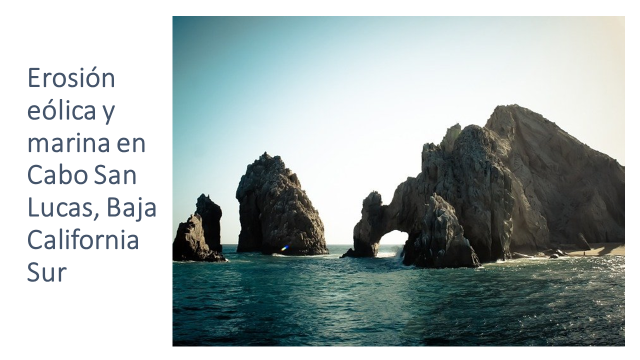 Erosión
eólica y
marina en
Cabo San
Lucas, Baja
California
Sur